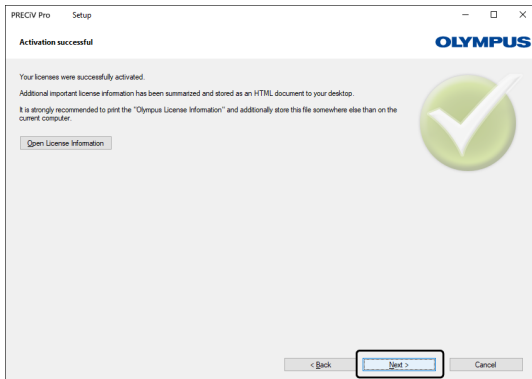 PRECiV Pro Setup
Activation successful
OLYMPUS
Your licenses were successfully activated.
Additional important license information has been summarized and stored as an HTML document to your desktop.
It is strongly recommended to print the "Olympus License Information" and additionally store this file somewhere else than on the
current computer.
Open License Information
< Back
Next >
Cancel